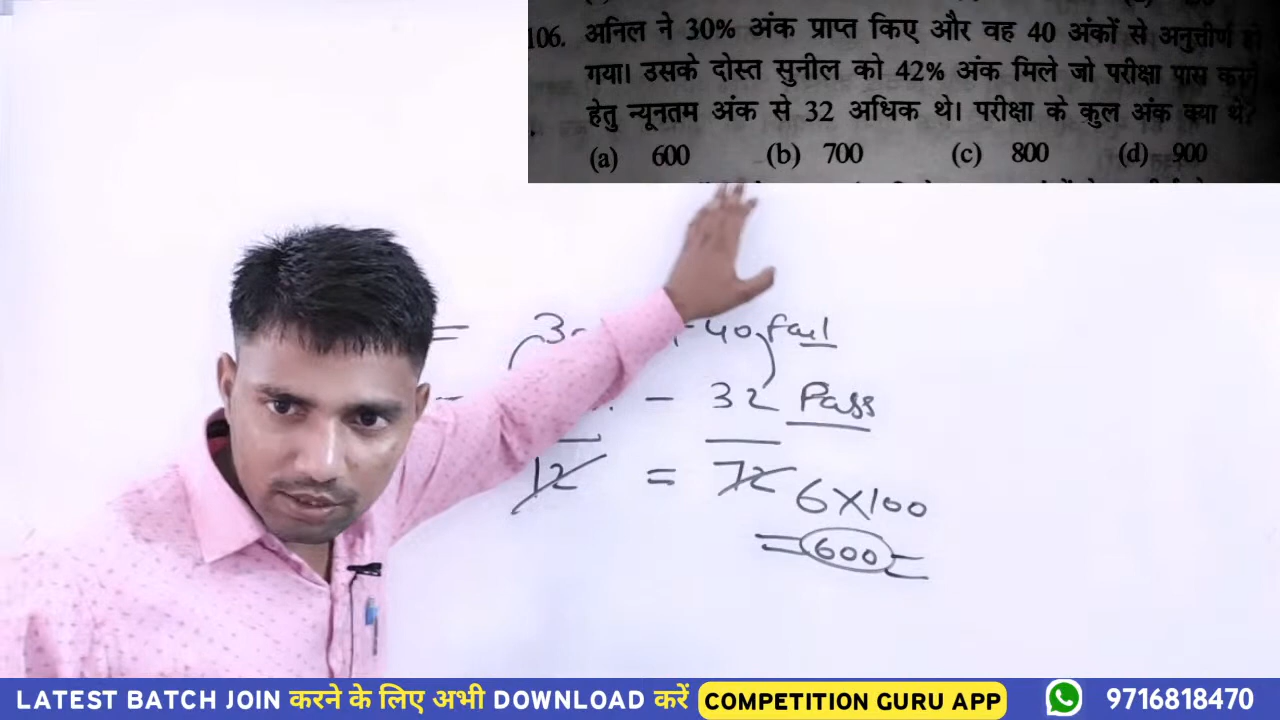 106. अनिल ने 30% अंक प्राप्त किए और वह 40 अंकों से अनुत्तीर्ण हो
गया। उसके दोस्त सुनील को 42% अंक मिले जो परीक्षा पास करने
हेतु न्यूनतम अंक से 32 अधिक थे। परीक्षा के कुल अंक क्या थे?
(a) 600 (b) 700 (c) 800 (d) 900
= 3 40 fail
- 32 Pass
12 = 72 6X100
=600=
LATEST BATCH JOIN करने के लिए अभी DOWNLOAD करें COMPETITION GURU APP 9716818470